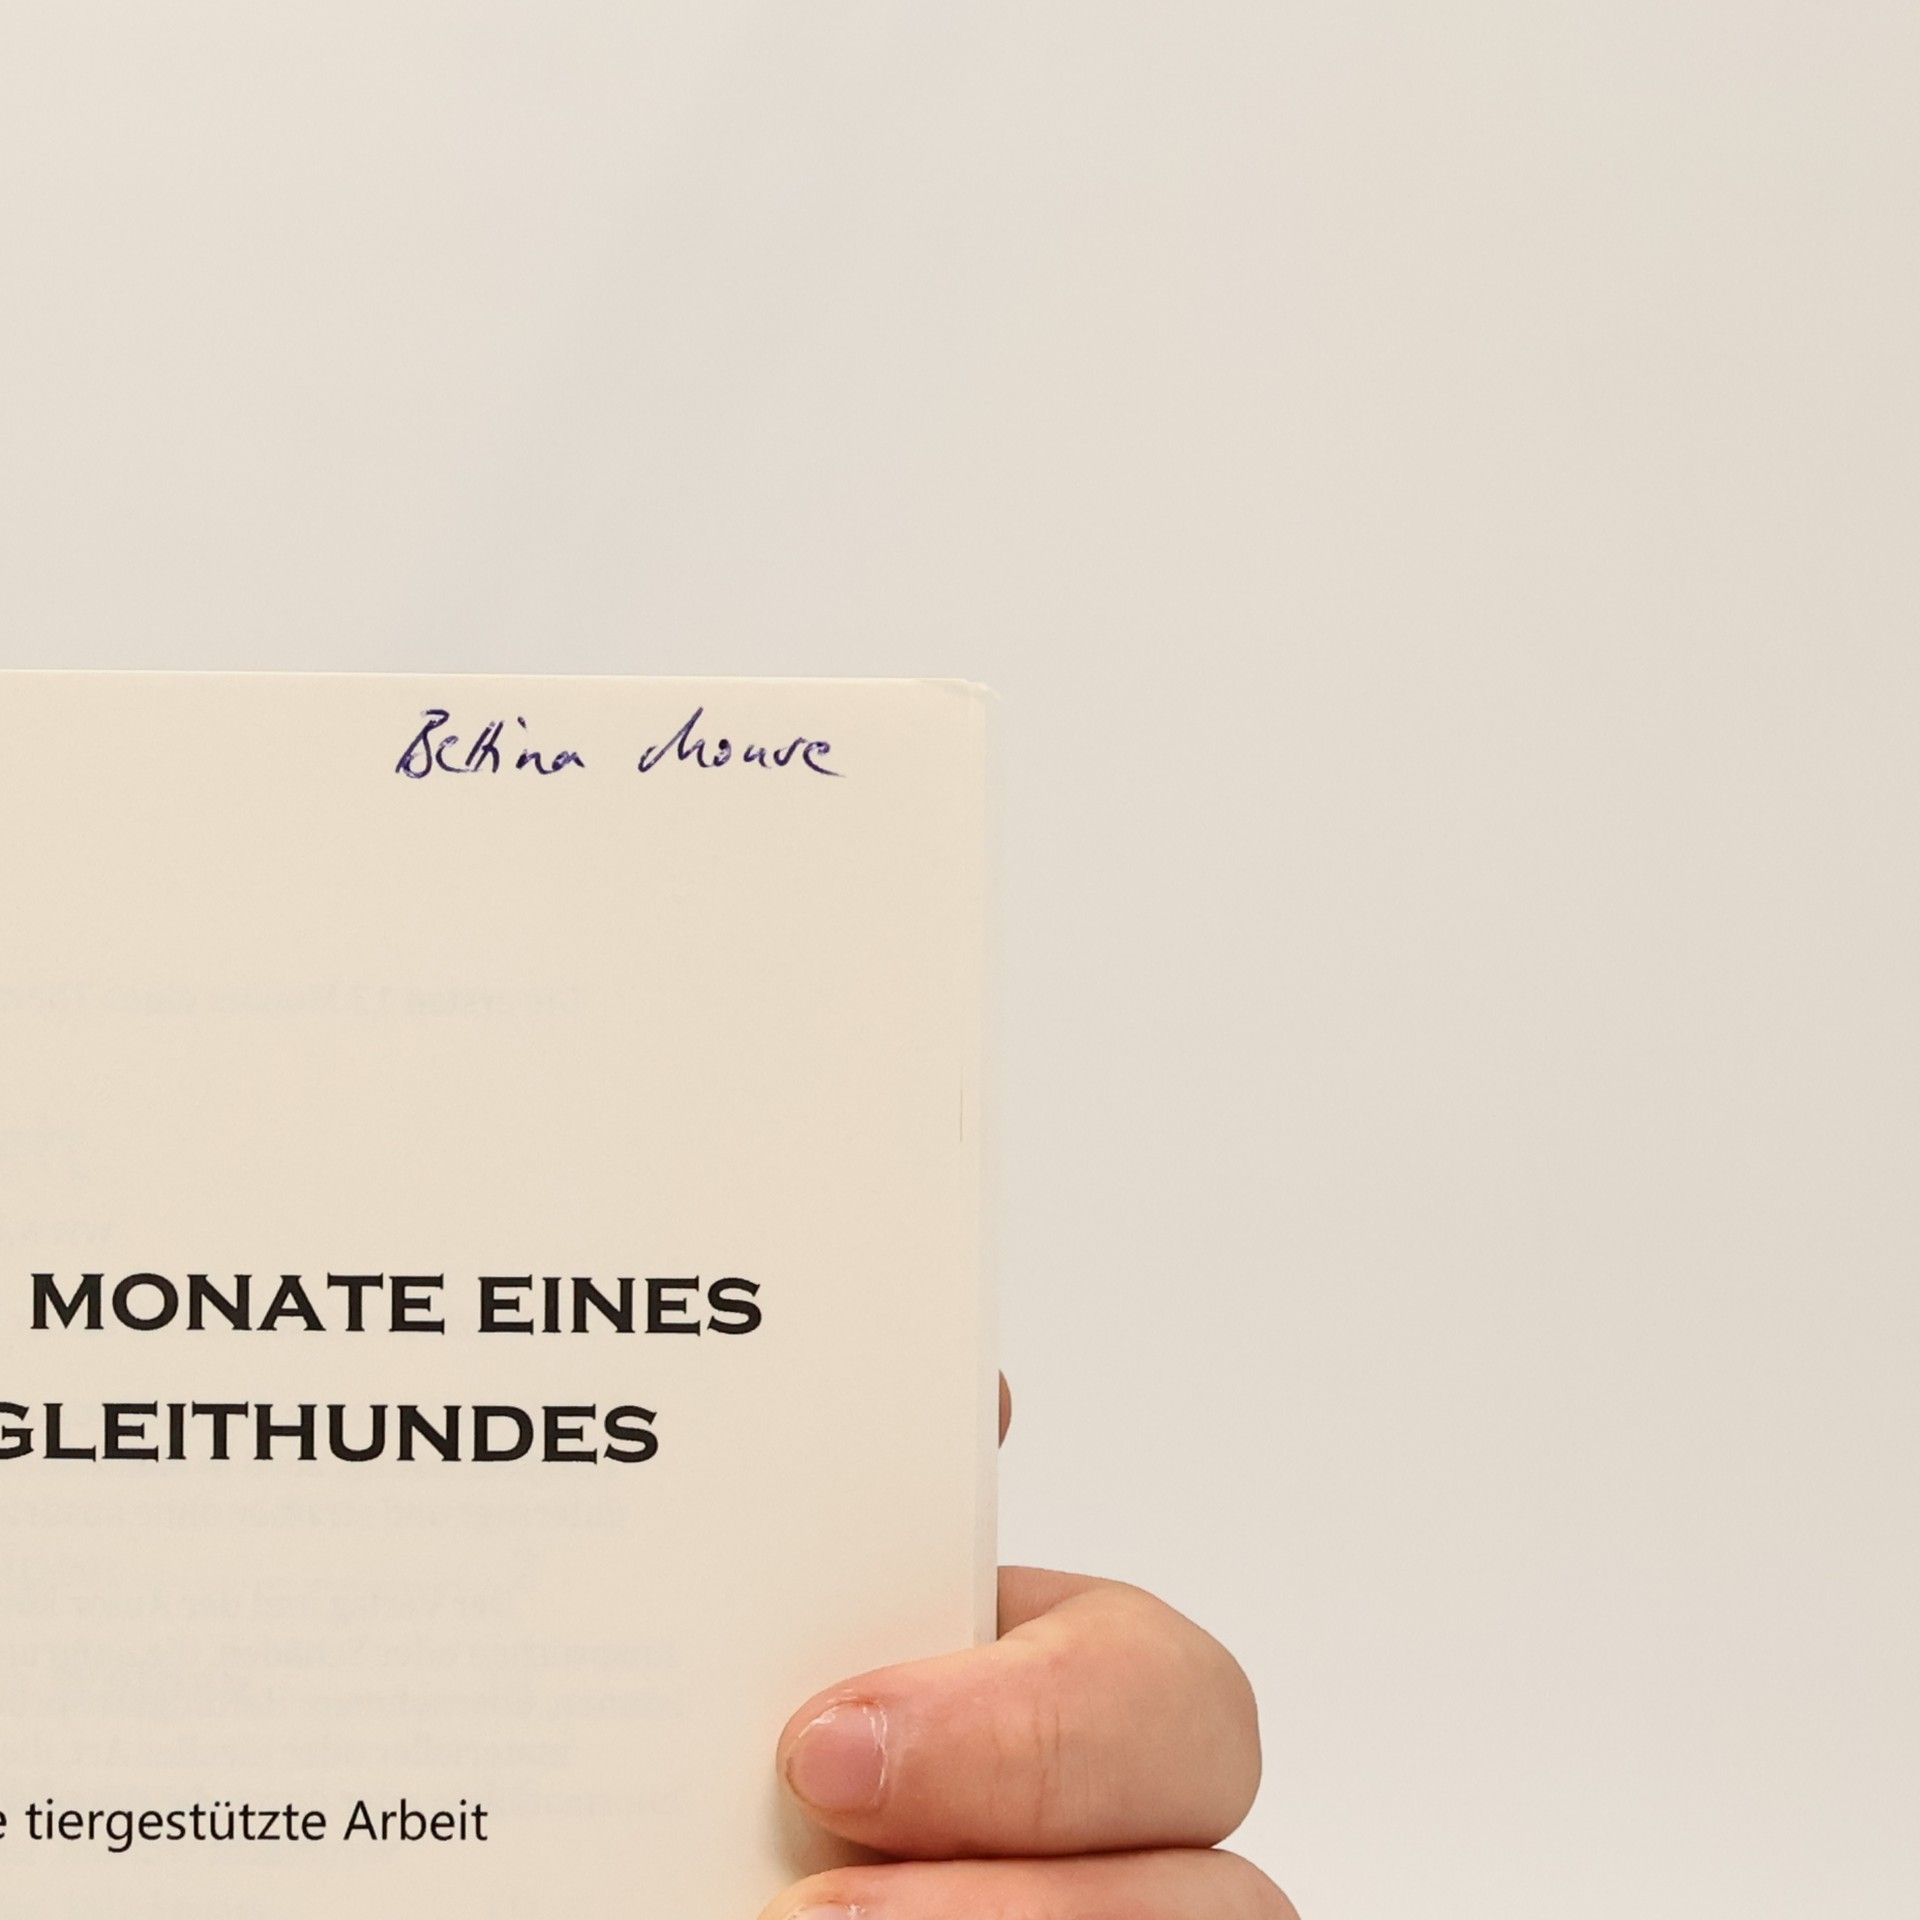 Bettina Mouse
MONATE EINES
GLEITHUNDES
e tiergestützte Arbeit